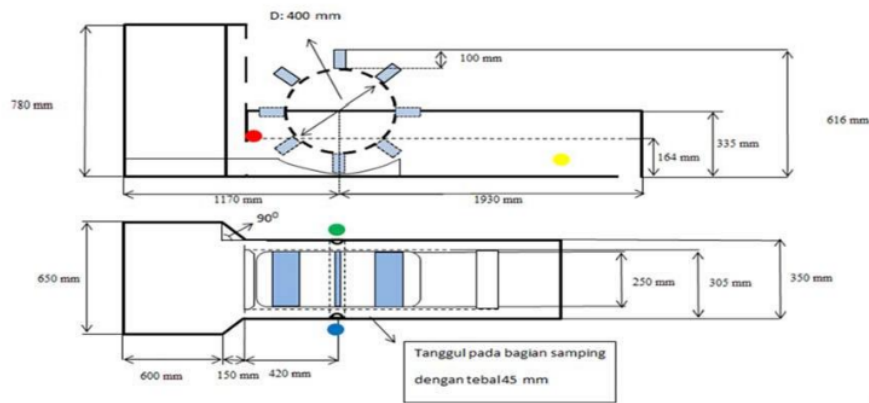 D: 400 mm
100 mm
780 mm
616 mm
335 mm
164 mm
1170 mm
1930 mm
90⁰
650 mm
250 mm
305 mm
350 mm
600 mm
150 mm
420 mm
Tanggul pada bagian samping
dengan tebal45 mm